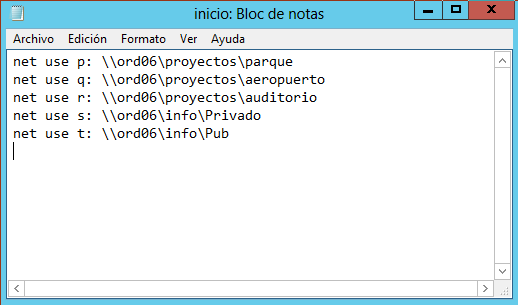 inicio: Bloc de notas
Archivo Edición Formato Ver Ayuda
net use p: \\ord06\proyectos\parque
net use q: \\ord06\proyectos\aeropuerto
net use r: \\ord06\proyectos\auditorio
net use s: \\ord06\info\Privado
net use t: \\ord06\info\Pub